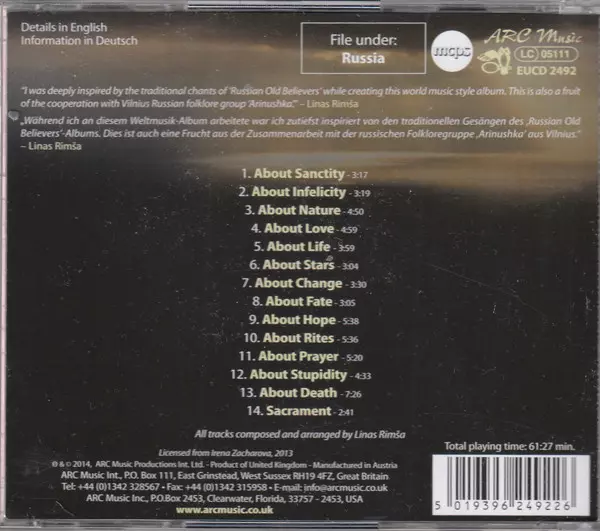 Details in English
Information in Deutsch
File under:
Russia
mcps
ARC Music
LC 05111
EUCD 2492
"I was deeply inspired by the traditional chants of 'Russian Old Believers' while creating this world music style album. This is also a fruit
of the cooperation with Vilnius Russian folklore group 'Arinushka'." – Linas Rimša
„Während ich an diesem Weltmusik-Album arbeitete war ich zutiefst inspiriert van den traditionellen Gesängen des ‚Russian Old
Believers'-Albums. Dies ist auch eine Frucht aus der Zusammenarbeit mit der russischen Folkloregruppe ‚Arinushka' aus Vilnius."
– Linas Rimša
1. About Sanctity - 3:17
2. About Infelicity - 3:19
3. About Nature - 4:50
4. About Love - 4:59
5. About Life - 3:59
6. About Stars - 3:04
7. About Change - 3:30
8. About Fate - 3:05
9. About Hope - 5:38
10. About Rites - 5:36
11. About Prayer - 5:20
12. About Stupidity - 4:33
13. About Death - 7:26
14. Sacrament - 2:41
All tracks composed and arranged by Linas Rimša
Licensed from Irena Zacharova, 2013
℗ & © 2014, ARC Music Productions Int. Ltd. - Product of United Kingdom - Manufactured in Austria
ARC Music Int., P.O. Box 111, East Grinstead, West Sussex RH19 4FZ, Great Britain
Tel: +44 (0)1342 328567 - Fax: +44 (0)1342 315958 - e-mail: info@arcmusic.co.uk
ARC Music Inc., P.O.Box 2453, Clearwater, Florida, 33757 - 2453, USA
www.arcmusic.co.uk
Total playing time: 61:27 min.
5 019396 249226